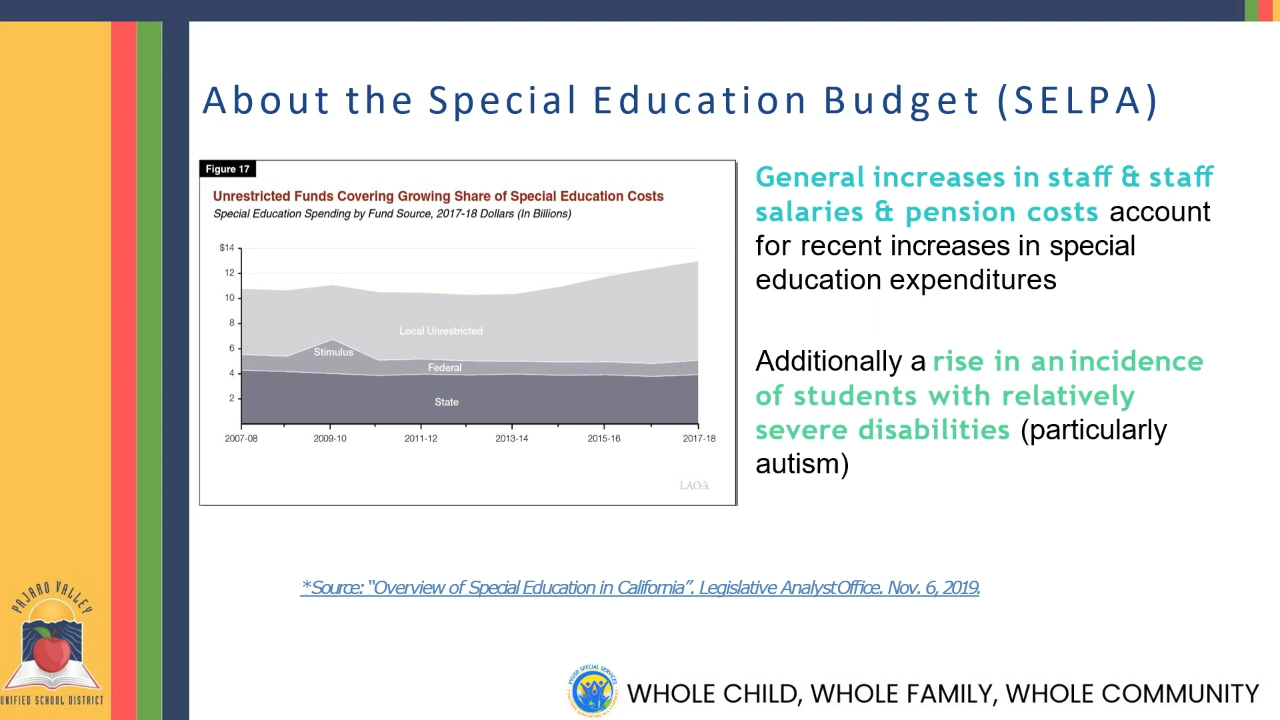 About the Special Education Budget (SELPA)
Figure 17
Unrestricted Funds Covering Growing Share of Special Education Costs
Special Education Spending by Fund Source, 2017-18 Dollars (In Billions)
$14
12
10
8
6
4
2
Local Unrestricted
Stimulus
Federal
State
2007-08 2009-10 2011-12 2013-14 2015-16 2017-18
LAO
General increases in staff & staff
salaries & pension costs account
for recent increases in special
education expenditures
Additionally a rise in an incidence
of students with relatively
severe disabilities (particularly
autism)
*Source: “Overview of Special Education in California”. Legislative Analyst Office. Nov. 6, 2019.
PAJARO VALLEY
UNIFIED SCHOOL DISTRICT
WHOLE CHILD, WHOLE FAMILY, WHOLE COMMUNITY